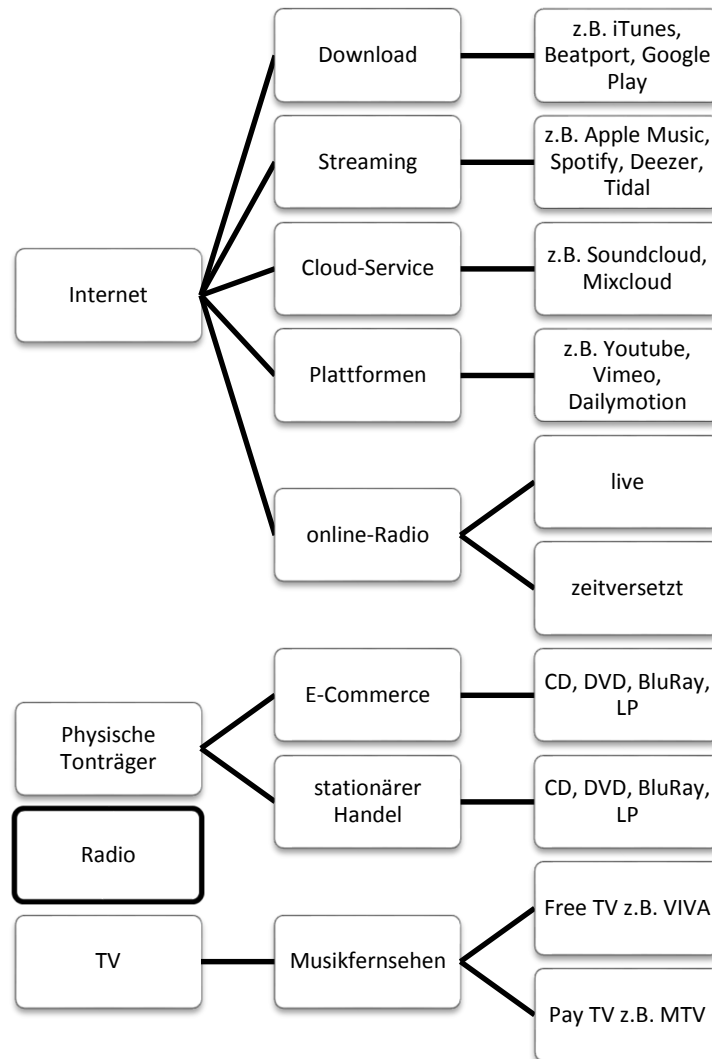 Download
z.B. iTunes,
Beatport, Google
Play
Streaming
z.B. Apple Music,
Spotify, Deezer,
Tidal
Internet
Cloud-Service
z.B. Soundcloud,
Mixcloud
Plattformen
z.B. Youtube,
Vimeo,
Dailymotion
online-Radio
live
zeitversetzt
Physische
Tonträger
E-Commerce
CD, DVD, BluRay,
LP
stationärer
Handel
CD, DVD, BluRay,
LP
Radio
TV
Musikfernsehen
Free TV z.B. VIVA
Pay TV z.B. MTV